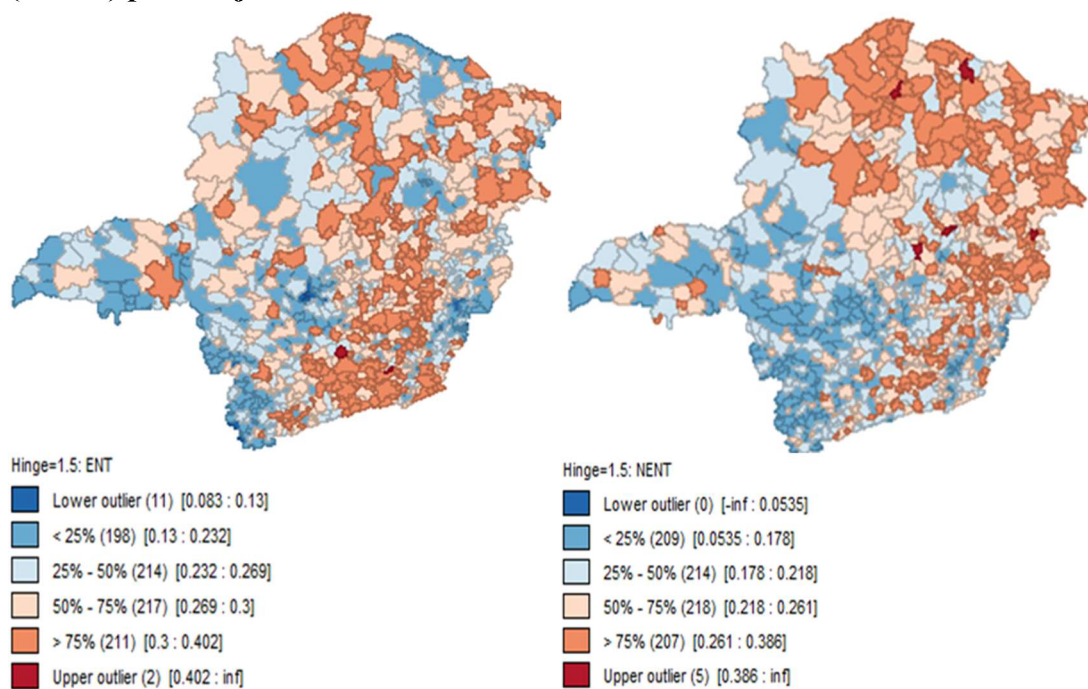 Hinge=1.5: ENT
Lower outlier (11) [0.083 : 0.13]
< 25% (198) [0.13 : 0.232]
25% - 50% (214) [0.232 : 0.269]
50% - 75% (217) [0.269 : 0.3]
> 75% (211) [0.3 : 0.402]
Upper outlier (2) [0.402 : inf]
Hinge=1.5: NENT
Lower outlier (0) [-inf : 0.0535]
< 25% (209) [0.0535 : 0.178]
25% - 50% (214) [0.178 : 0.218]
50% - 75% (218) [0.218 : 0.261]
> 75% (207) [0.261 : 0.386]
Upper outlier (5) [0.386 : inf]